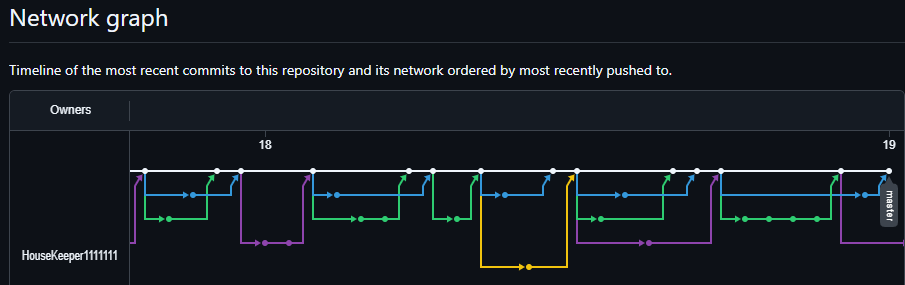 Network graph
Timeline of the most recent commits to this repository and its network ordered by most recently pushed to.
Owners
18
19
master
HouseKeeper1111111